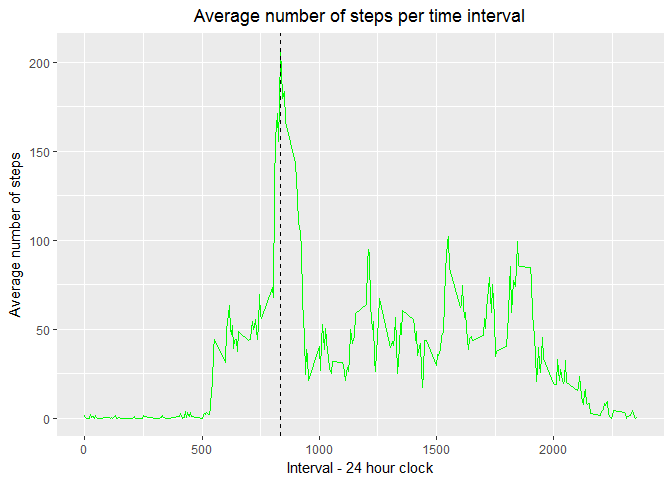 Average number of steps per time interval
Average number of steps
200
150
100
50
0
0 500 1000 1500 2000
Interval - 24 hour clock